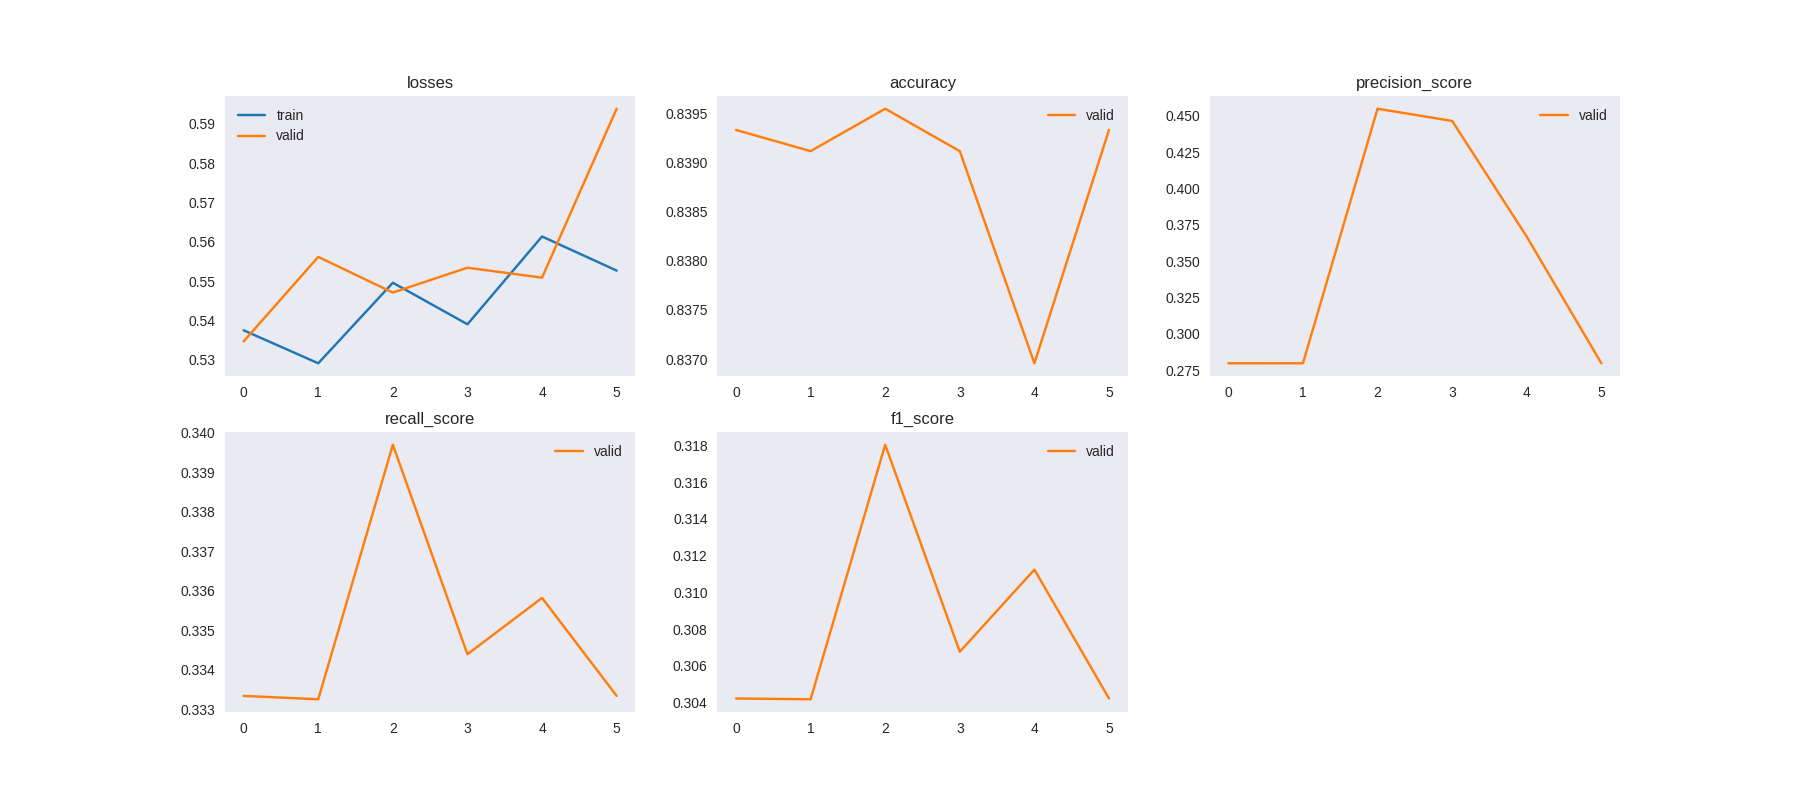 losses
train
valid
0.59
0.58
0.57
0.56
0.55
0.54
0.53
0 1 2 3 4 5
accuracy
valid
0.8395
0.8390
0.8385
0.8380
0.8375
0.8370
0 1 2 3 4 5
precision_score
valid
0.450
0.425
0.400
0.375
0.350
0.325
0.300
0.275
0 1 2 3 4 5
recall_score
valid
0.340
0.339
0.338
0.337
0.336
0.335
0.334
0.333
0 1 2 3 4 5
f1_score
valid
0.318
0.316
0.314
0.312
0.310
0.308
0.306
0.304
0 1 2 3 4 5